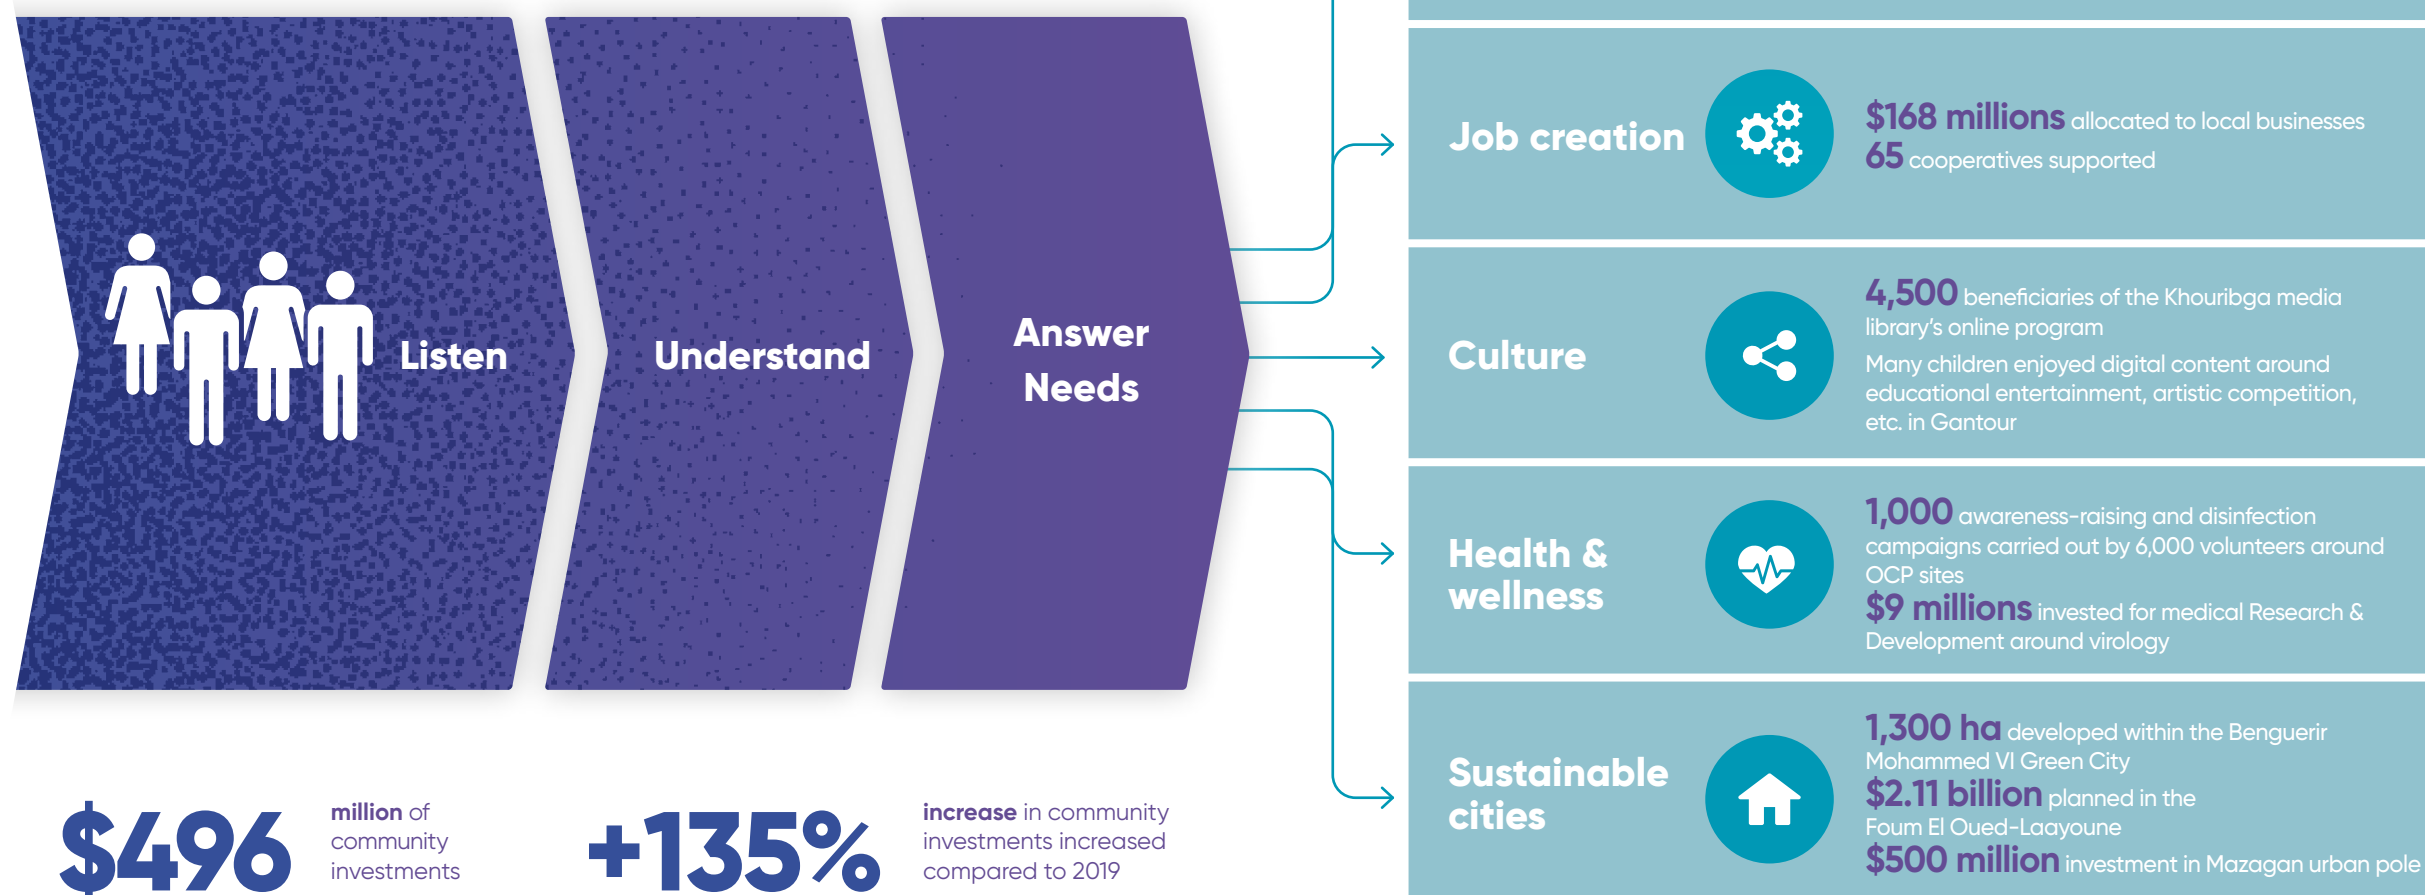 Listen
Understand
Answer
Needs
$496
million of
community
investments
+135%
increase in community
investments increased
compared to 2019
Job creation
$168 millions allocated to local businesses
65 cooperatives supported
Culture
4,500 beneficiaries of the Khouribga media
library's online program
Many children enjoyed digital content around
educational entertainment, artistic competition,
etc. in Gantour
Health &
wellness
1,000 awareness-raising and disinfection
campaigns carried out by 6,000 volunteers around
OCP sites
$9 millions invested for medical Research &
Development around virology
Sustainable
cities
1,300 ha developed within the Benguerir
Mohammed VI Green City
$2.11 billion planned in the
Foum El Oued-Laayoune
$500 million investment in Mazagan urban pole